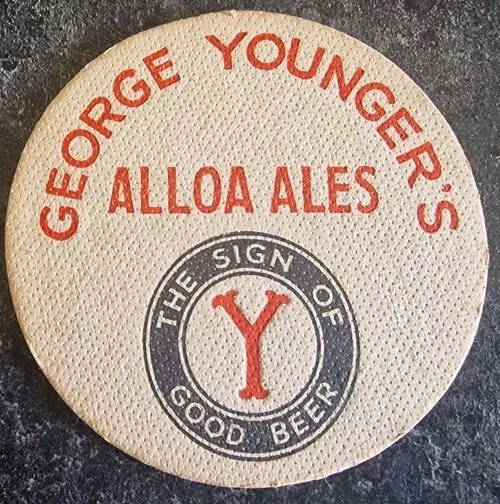 GEORGE YOUNGER'S
ALLOA ALES
THE SIGN OF
Y
GOOD BEER